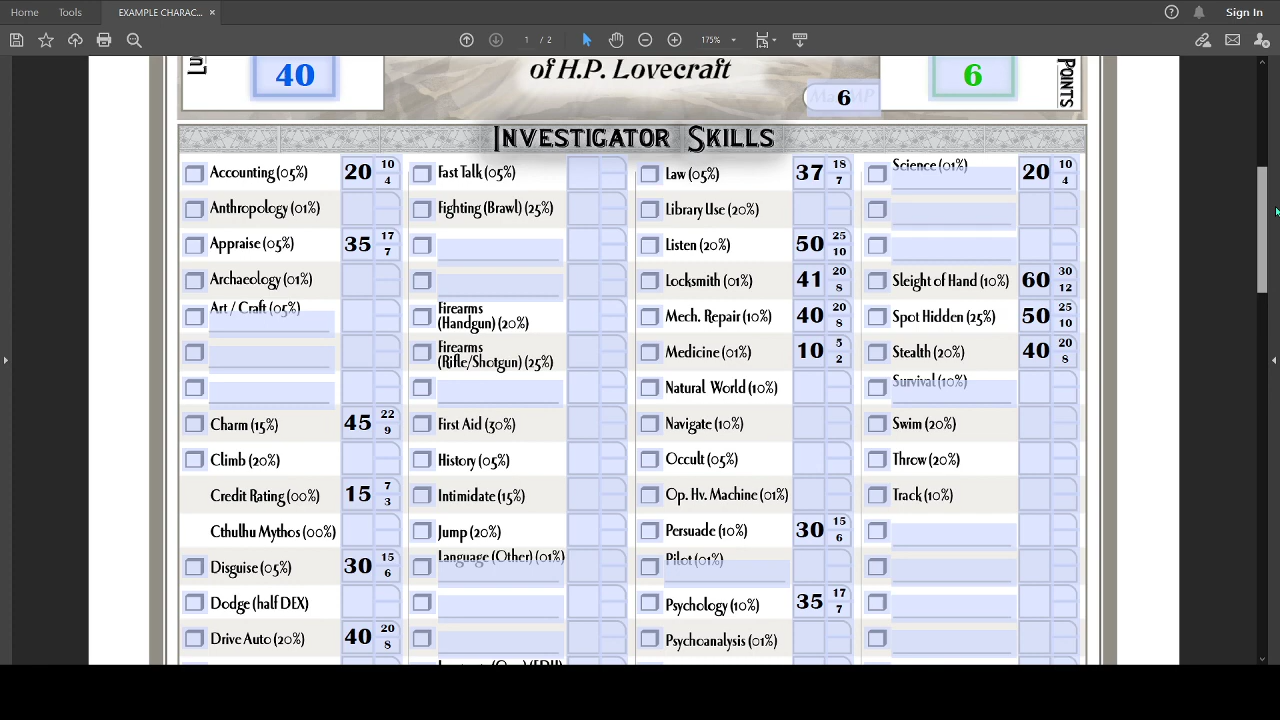 Home Tools EXAMPLE CHARAC... × Sign In
1 / 2 175%
40 of H.P. Lovecraft 6 POINTS
6
INVESTIGATOR SKILLS
Accounting (05%) 20 10 4 Fast Talk (05%) Law (05%) 37 18 7 Science (01%) 20 10 4
Anthropology (01%) Fighting (Brawl) (25%) Library Use (20%)
Appraise (05%) 35 17 7 Listen (20%) 50 25 10
Archaeology (01%) Locksmith (01%) 41 20 8 Sleight of Hand (10%) 60 30 12
Art / Craft (05%) Firearms (Handgun) (20%) Mech. Repair (10%) 40 20 8 Spot Hidden (25%) 50 25 10
Firearms (Rifle/Shotgun) (25%) Medicine (01%) 10 5 2 Stealth (20%) 40 20 8
Natural World (10%) Survival (10%)
Charm (15%) 45 22 9 First Aid (30%) Navigate (10%) Swim (20%)
Climb (20%) History (05%) Occult (05%) Throw (20%)
Credit Rating (00%) 15 7 3 Intimidate (15%) Op. Hv. Machine (01%) Track (10%)
Cthulhu Mythos (00%) Jump (20%) Persuade (10%) 30 15 6
Disguise (05%) 30 15 6 Language (Other) (01%) Pilot (01%)
Dodge (half DEX) Psychology (10%) 35 17 7
Drive Auto (20%) 40 20 8 Psychoanalysis (01%)